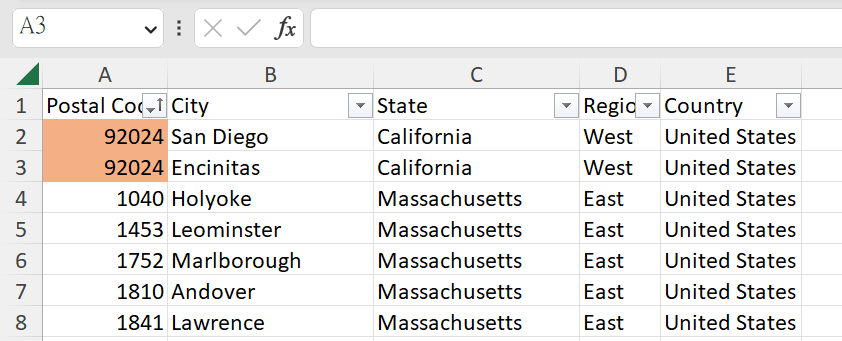 A3 fx
A B C D E
1 Postal Co City State Regio Country
2 92024 San Diego California West United States
3 92024 Encinitas California West United States
4 1040 Holyoke Massachusetts East United States
5 1453 Leominster Massachusetts East United States
6 1752 Marlborough Massachusetts East United States
7 1810 Andover Massachusetts East United States
8 1841 Lawrence Massachusetts East United States